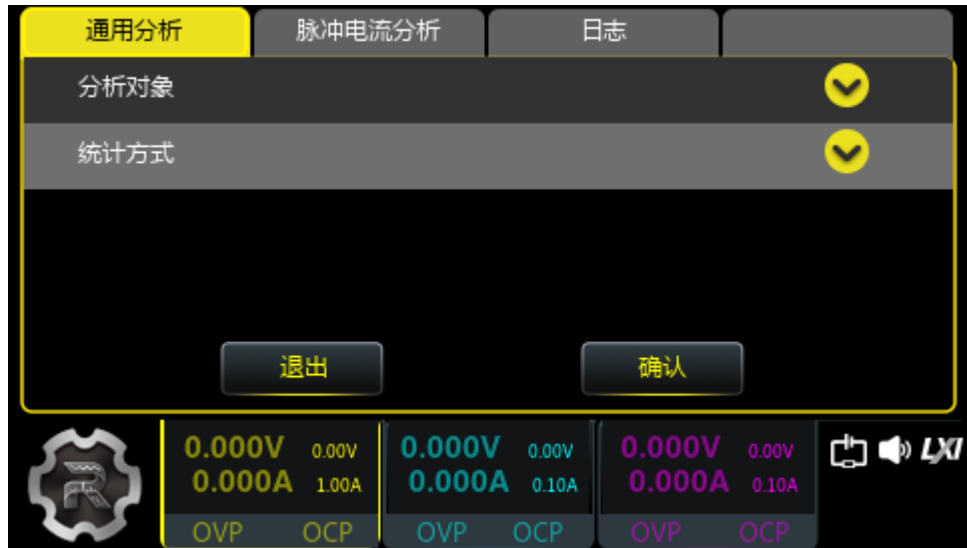 通用分析 脉冲电流分析 日志
分析对象
统计方式
退出 确认
0.000V 0.00V 0.000V 0.00V 0.000V 0.00V
0.000A 1.00A 0.000A 0.10A 0.000A 0.10A
OVP OCP OVP OCP OVP OCP
R
LXI